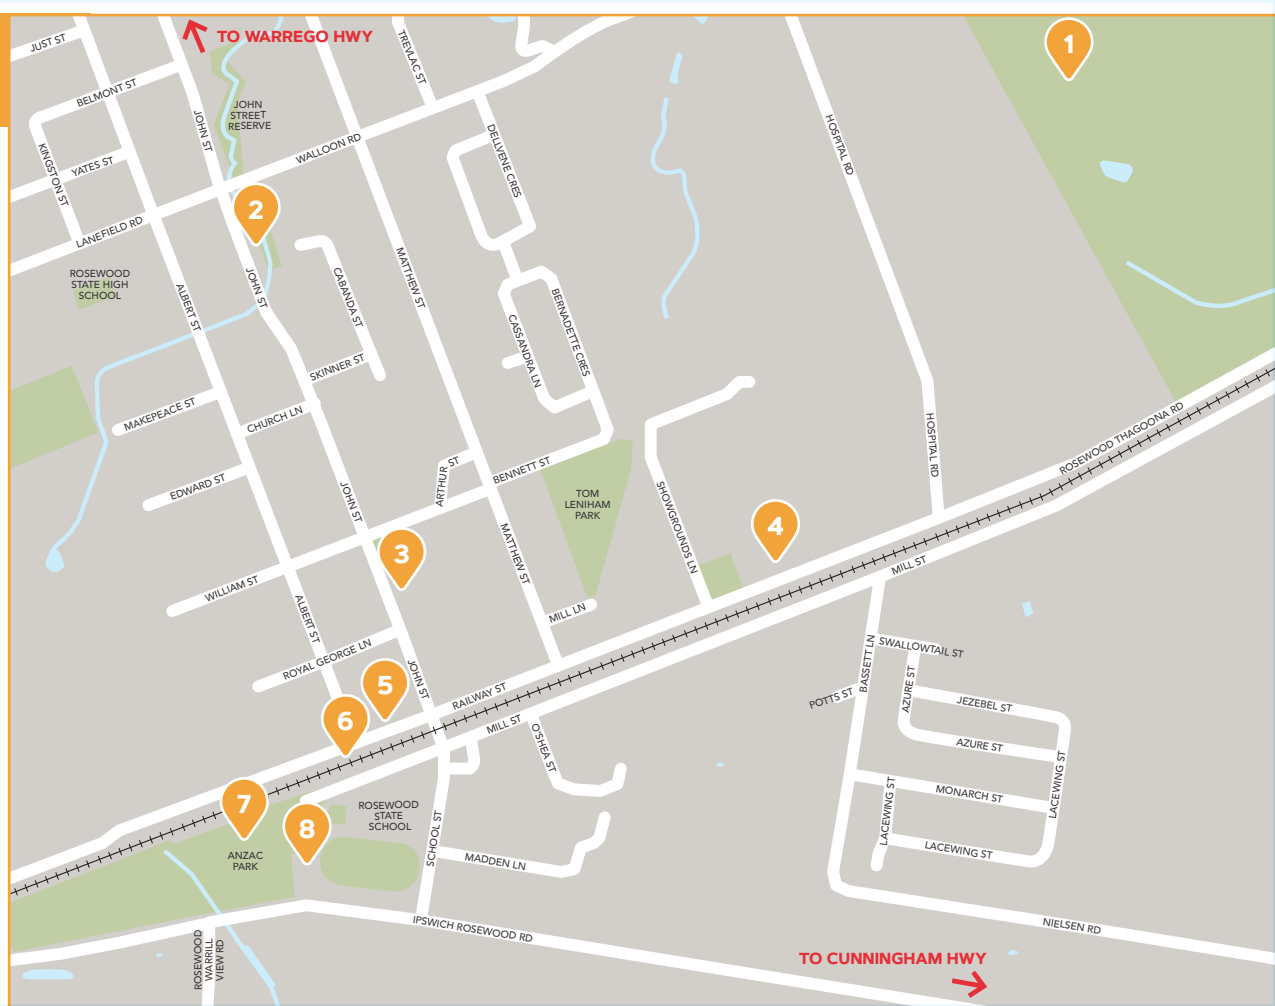 TO WARREGO HWY
JUST ST
TREVLAC ST
1
BELMONT ST
JOHN
STREET
RESERVE
JOHN ST
HOSPITAL RD
WALLOON RD
DELLVENE CRES
KINGSTON ST
YATES ST
2
LANEFIELD RD
ROSEWOOD
STATE HIGH
SCHOOL
ALBERT ST
JOHN ST
CABANDA ST
MATTHEW ST
BERNADETTE CRES
CASSANDRA LN
SKINNER ST
MAKEPEACE ST
CHURCH LN
HOSPITAL RD
ROSEWOOD THAGOONA RD
EDWARD ST
JOHN ST
ARTHUR ST
BENNETT ST
TOM
LENIHAM
PARK
SHOWGROUNDS LN
4
3
MATTHEW ST
MILL ST
WILLIAM ST
ALBERT ST
MILL LN
ROYAL GEORGE LN
JOHN ST
5
BASSETT LN
SWALLOWTAIL ST
AZURE ST
POTTS ST
JEZEBEL ST
RAILWAY ST
6
MILL ST
O'SHEA ST
AZURE ST
LACEWING ST
MONARCH ST
LACEWING ST
LACEWING ST
7
8
ROSEWOOD
STATE
SCHOOL
SCHOOL ST
ANZAC
PARK
MADDEN LN
IPSWICH ROSEWOOD RD
NIELSEN RD
ROSEWOOD
WARRILL
VIEW RD
TO CUNNINGHAM HWY